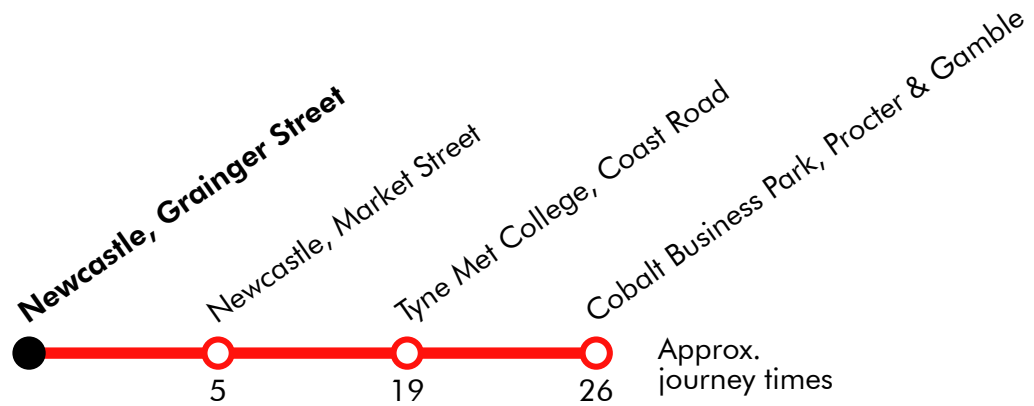 Newcastle, Grainger Street
Newcastle, Market Street
Tyne Met College, Coast Road
Cobalt Business Park, Procter & Gamble
5
19
26
Approx.
journey times